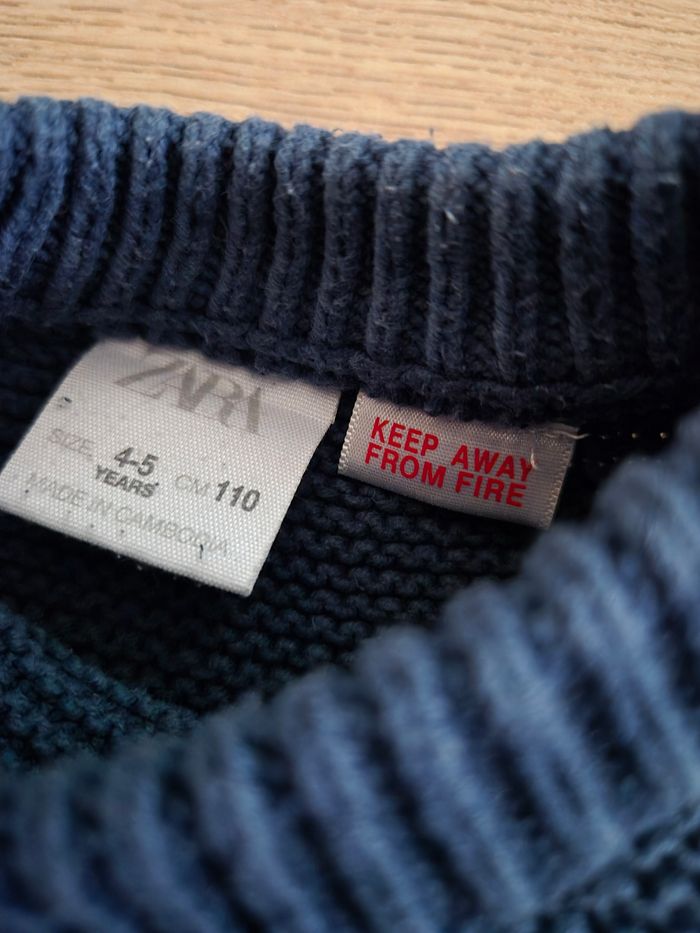 ZARA
SIZE 4-5 YEARS CM 110
MADE IN CAMBODIA
KEEP AWAY
FROM FIRE